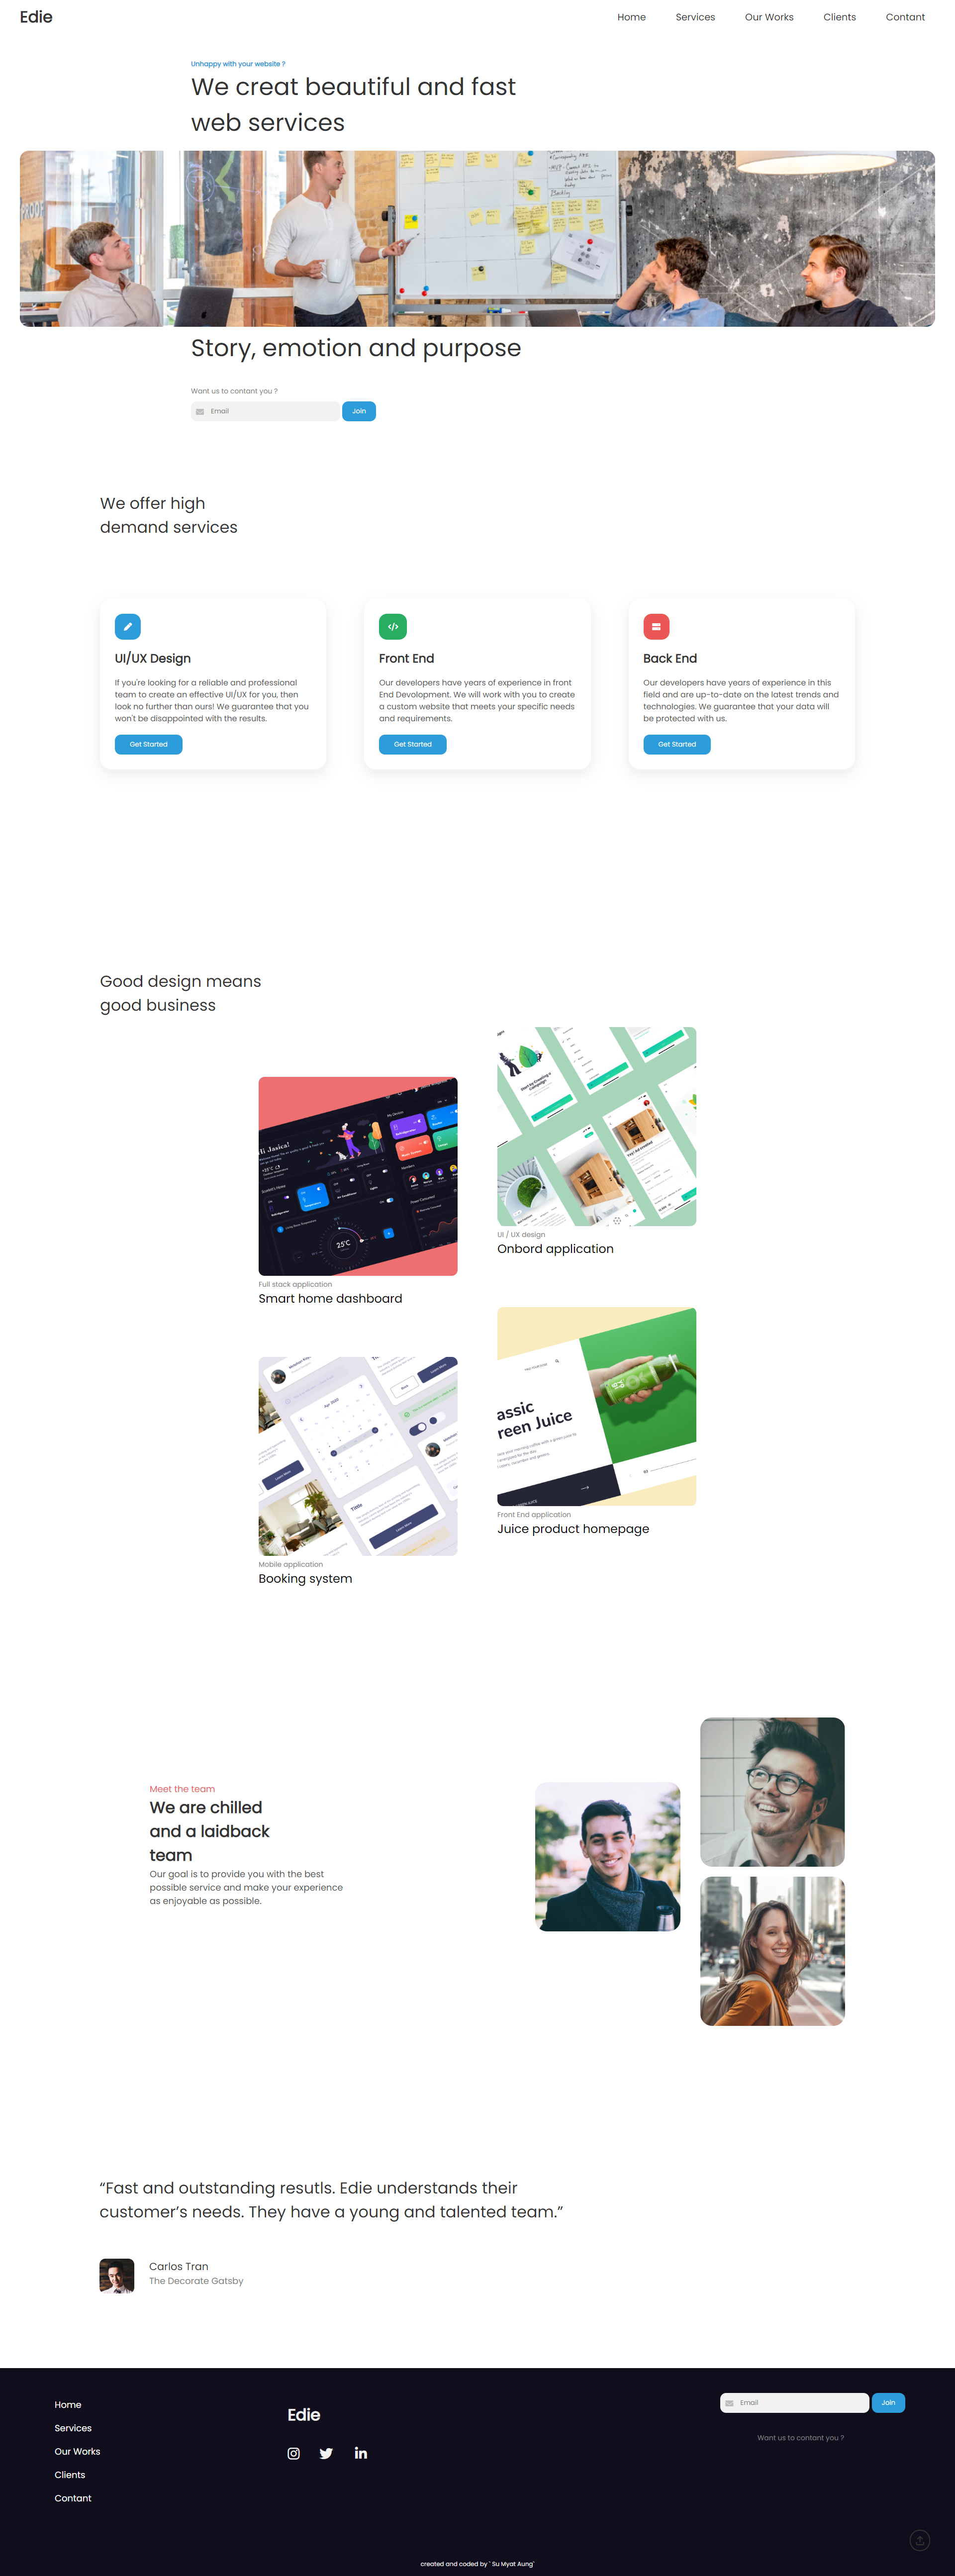 Edie
Home
Services
Our Works
Clients
Contant
Unhappy with your website ?
We creat beautiful and fast
web services
Story, emotion and purpose
Want us to contant you ?
Email
Join
We offer high
demand services
UI/UX Design
If you're looking for a reliable and professional
team to create an effective UI/UX for you, then
look no further than ours! We guarantee that you
won't be disappointed with the results.
Get Started
Front End
Our developers have years of experience in front
End Devolopment. We will work with you to create
a custom website that meets your specific needs
and requirements.
Get Started
Back End
Our developers have years of experience in this
field and are up-to-date on the latest trends and
technologies. We guarantee that your data will
be protected with us.
Get Started
Good design means
good business
25°C
Full stack application
Smart home dashboard
Start by Creating a
Campaign
UI / UX design
Onbord application
Title
Mobile application
Booking system
assic
reen Juice
Front End application
Juice product homepage
Meet the team
We are chilled
and a laidback
team
Our goal is to provide you with the best
possible service and make your experience
as enjoyable as possible.
“Fast and outstanding resutls. Edie understands their
customer’s needs. They have a young and talented team.”
Carlos Tran
The Decorate Gatsby
Home
Services
Our Works
Clients
Contant
Edie
Email
Join
Want us to contant you ?
created and coded by ` Su Myat Aung`